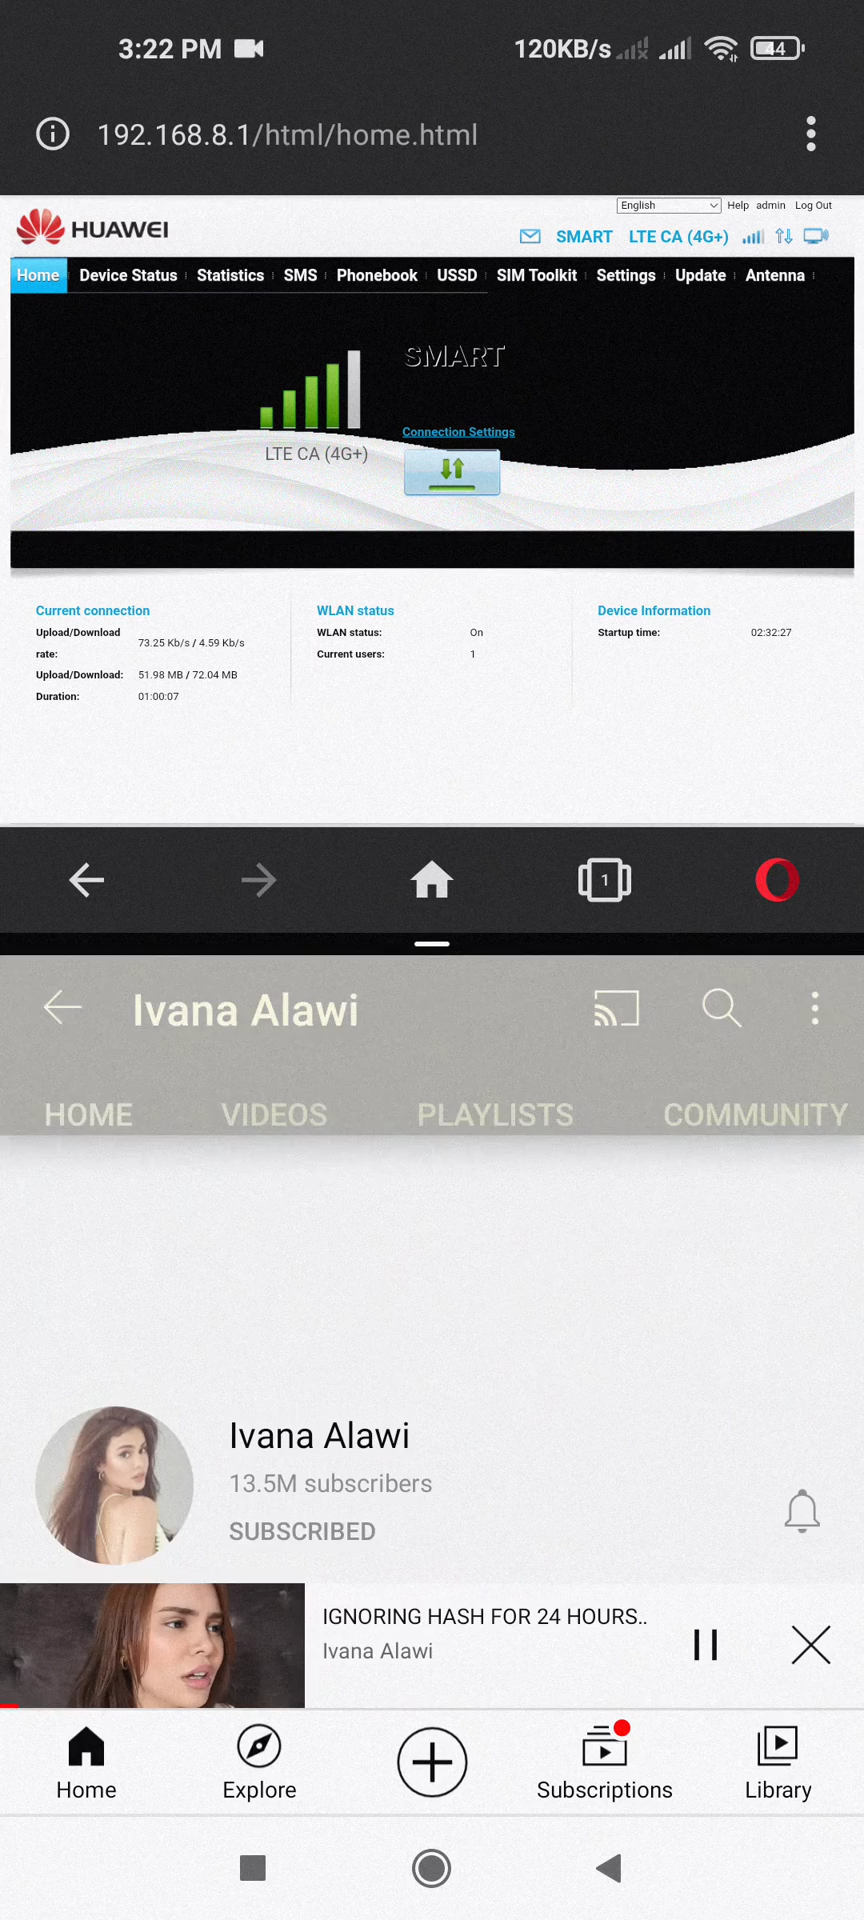 3:22 PM 120KB/s 44
192.168.8.1/html/home.html
English Help admin Log Out
HUAWEI SMART LTE CA (4G+)
Home Device Status Statistics SMS Phonebook USSD SIM Toolkit Settings Update Antenna
SMART
Connection Settings
LTE CA (4G+)
Current connection
Upload/Download rate: 73.25 Kb/s / 4.59 Kb/s
Upload/Download: 51.98 MB / 72.04 MB
Duration: 01:00:07
WLAN status
WLAN status: On
Current users: 1
Device Information
Startup time: 02:32:27
1
Ivana Alawi
HOME VIDEOS PLAYLISTS COMMUNITY
Ivana Alawi
13.5M subscribers
SUBSCRIBED
IGNORING HASH FOR 24 HOURS..
Ivana Alawi
Home Explore Subscriptions Library